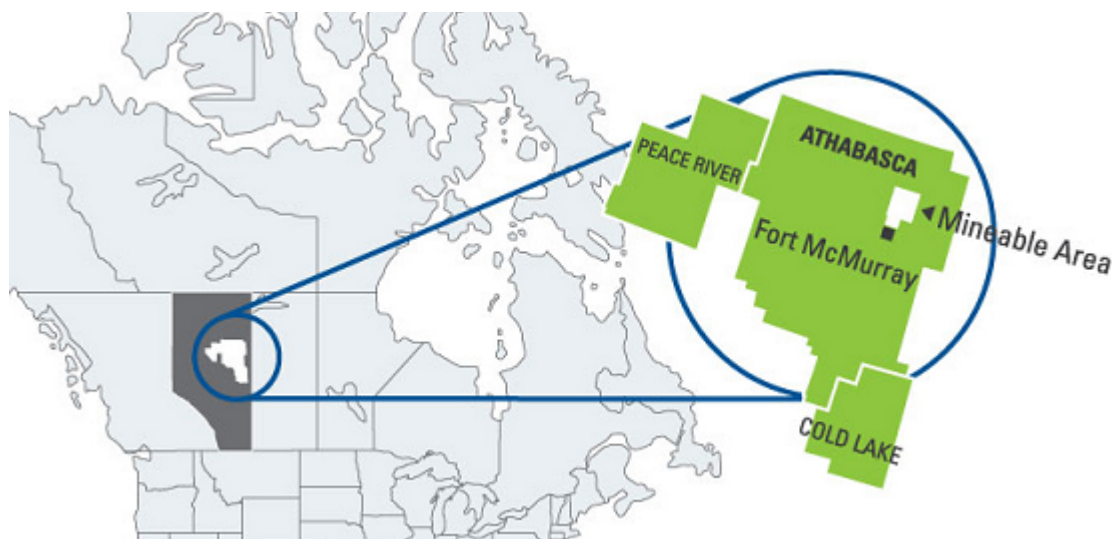 PEACE RIVER
ATHABASCA
Mineable Area
Fort McMurray
COLD LAKE